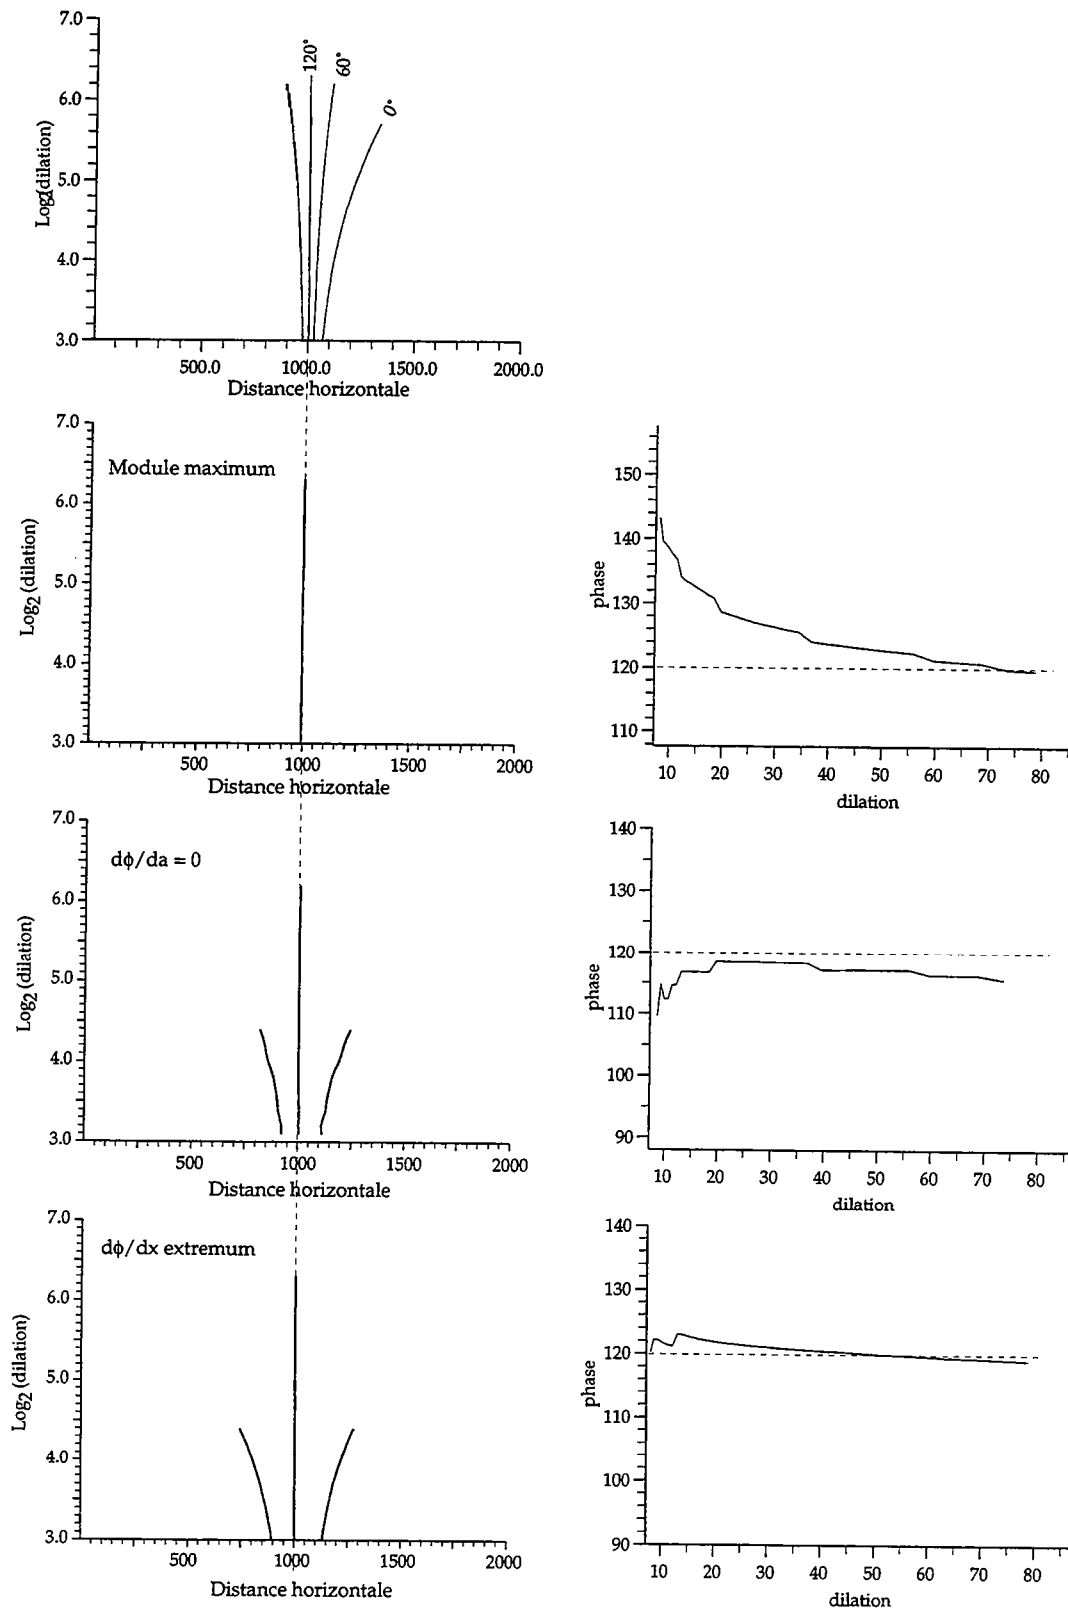 7.0
6.0
5.0
4.0
3.0
Log2(dilation)
120°
60°
0°
500.0 1000.0 1500.0 2000.0
Distance horizontale
7.0
6.0
5.0
4.0
3.0
Log2 (dilation)
Module maximum
500 1000 1500 2000
Distance horizontale
150
140
130
120
110
phase
10 20 30 40 50 60 70 80
dilation
7.0
6.0
5.0
4.0
3.0
Log2 (dilation)
dϕ/da = 0
500 1000 1500 2000
Distance horizontale
140
130
120
110
100
90
phase
10 20 30 40 50 60 70 80
dilation
7.0
6.0
5.0
4.0
3.0
Log2 (dilation)
dϕ/dx extremum
500 1000 1500 2000
Distance horizontale
140
130
120
110
100
90
phase
10 20 30 40 50 60 70 80
dilation